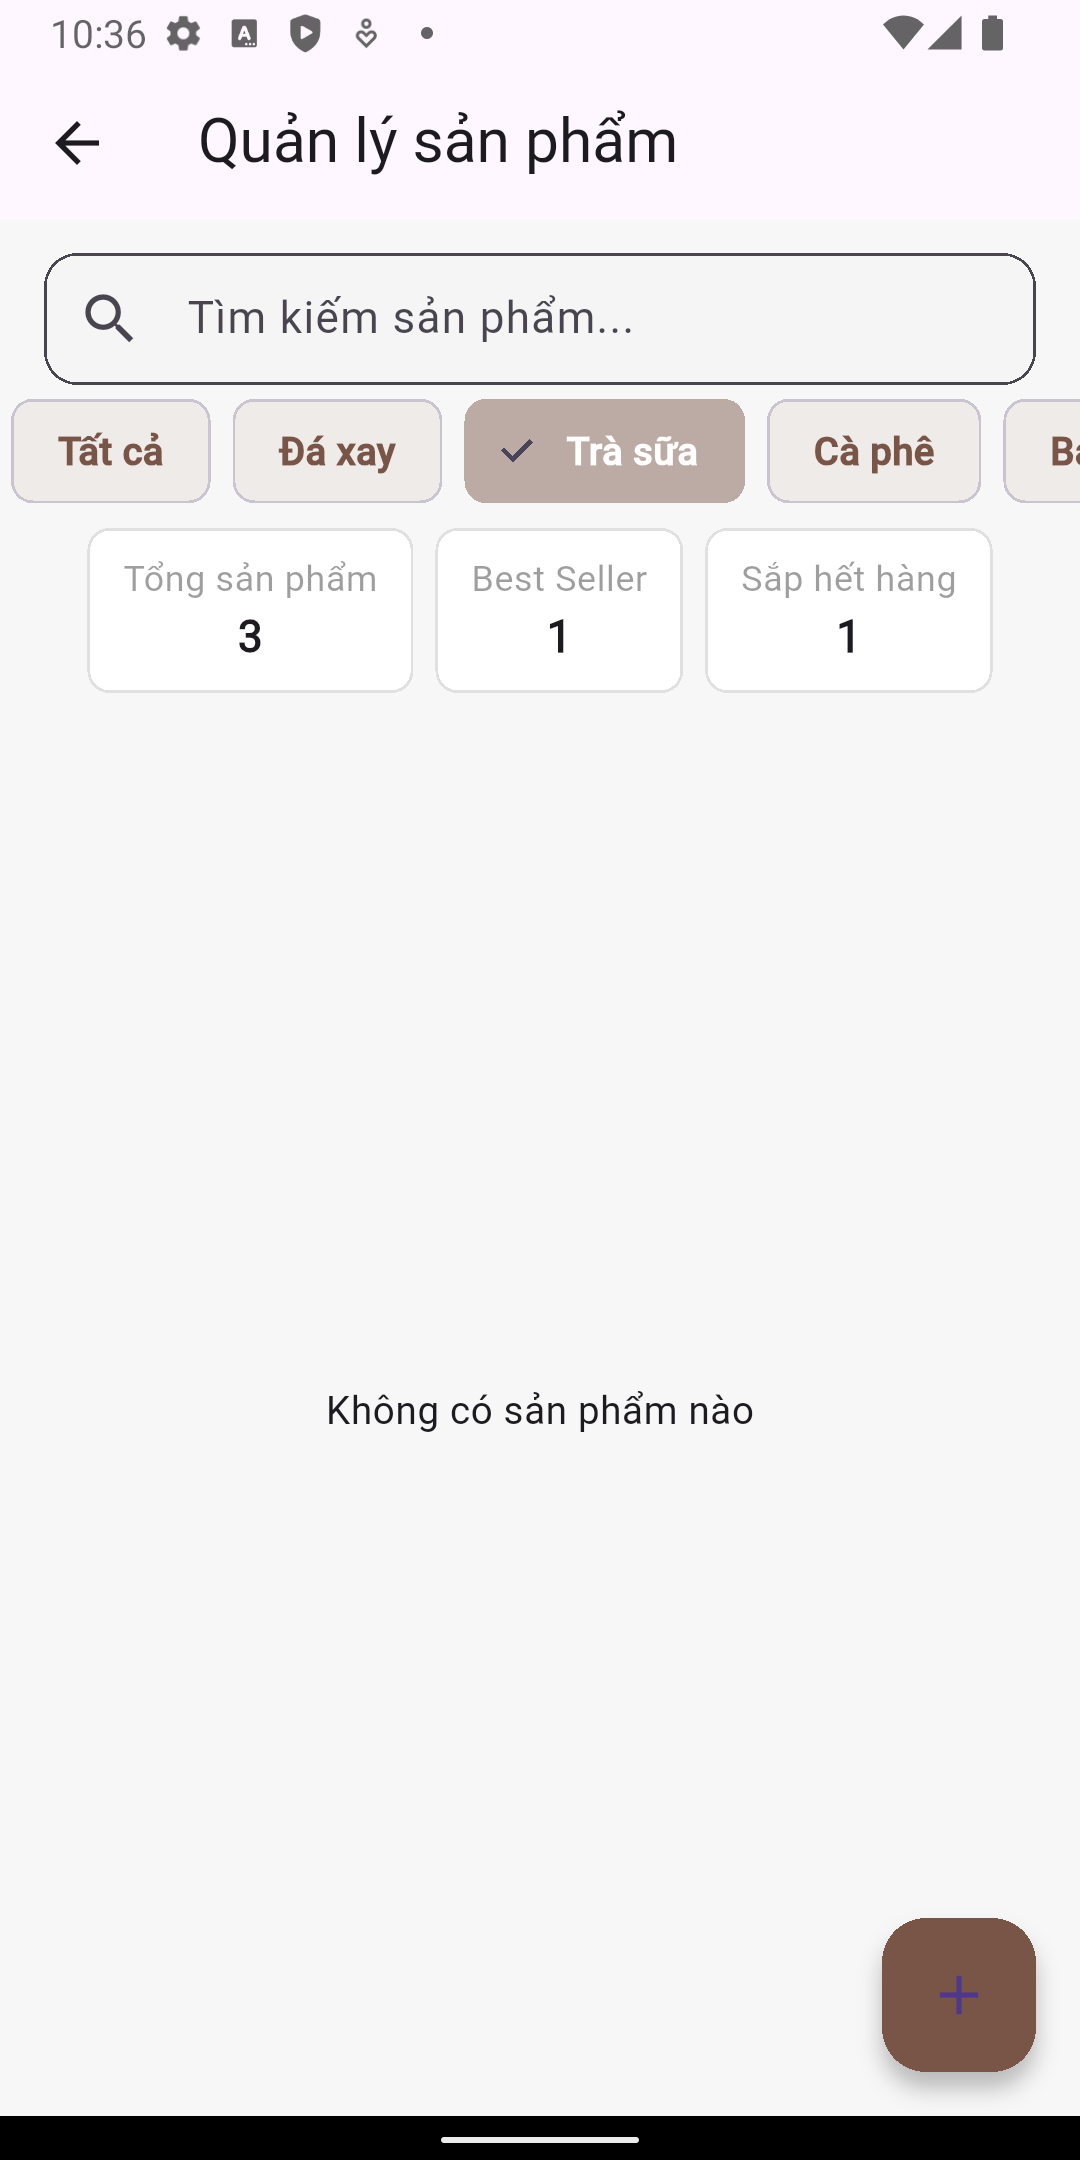 10:36
Quản lý sản phẩm
Tìm kiếm sản phẩm...
Tất cả Đá xay Trà sữa Cà phê
Tổng sản phẩm Best Seller Sắp hết hàng
3 1 1
Không có sản phẩm nào